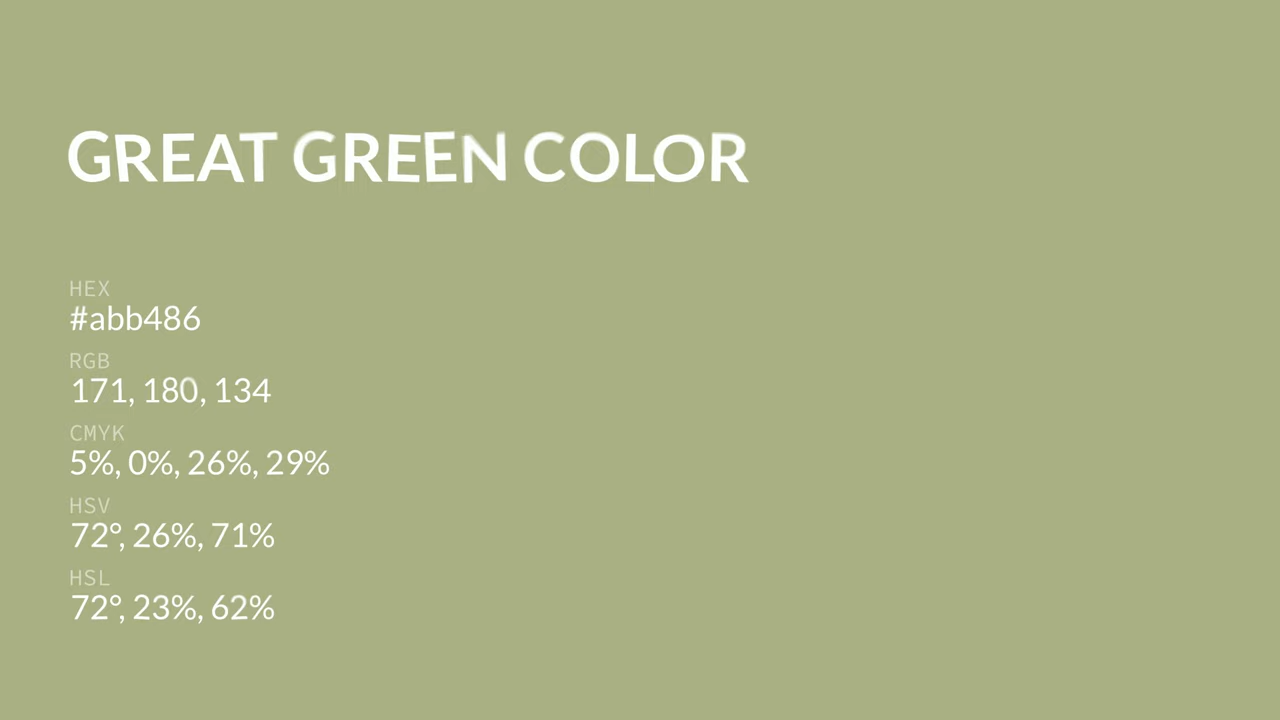 GREAT GREEN COLOR
HEX
#abb486
RGB
171, 180, 134
CMYK
5%, 0%, 26%, 29%
HSV
72°, 26%, 71%
HSL
72°, 23%, 62%